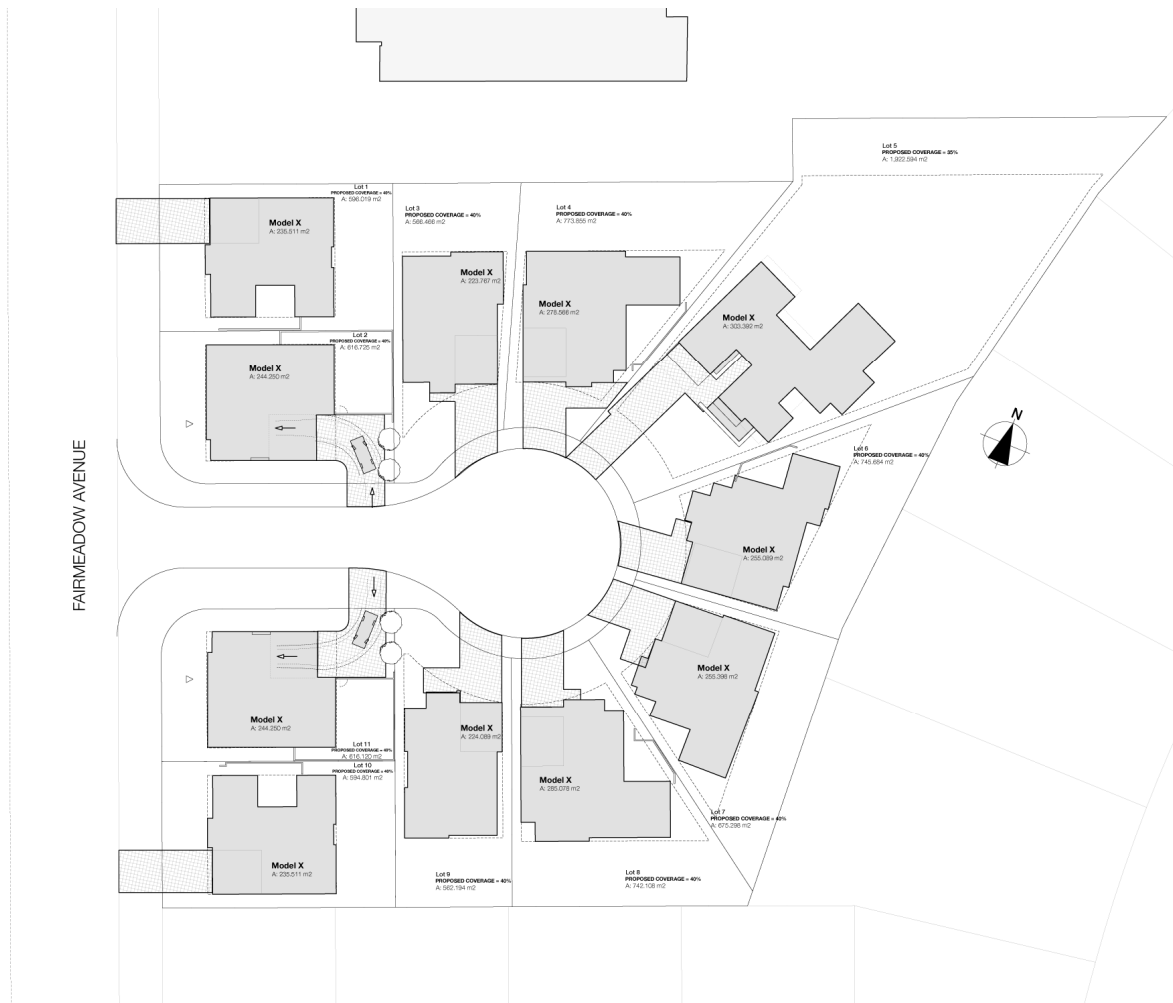 Lot 5
PROPOSED COVERAGE = 35%
A: 1,922.594 m2
Lot 1
PROPOSED COVERAGE = 40%
A: 596.019 m2
Lot 3
PROPOSED COVERAGE = 40%
A: 566.468 m2
Lot 4
PROPOSED COVERAGE = 40%
A: 773.555 m2
Model X
A: 235.511 m2
Model X
A: 223.767 m2
Model X
A: 278.566 m2
Model X
A: 303.392 m2
Lot 2
PROPOSED COVERAGE = 40%
A: 616.725 m2
Model X
A: 244.250 m2
N
Lot 6
PROPOSED COVERAGE = 40%
A: 745.684 m2
FAIRMEADOW AVENUE
Model X
A: 255.089 m2
Model X
A: 255.398 m2
Model X
A: 244.250 m2
Model X
A: 224.089 m2
Lot 11
PROPOSED COVERAGE = 40%
A: 616.120 m2
Lot 10
PROPOSED COVERAGE = 40%
A: 594.801 m2
Model X
A: 285.078 m2
Lot 7
PROPOSED COVERAGE = 40%
A: 675.298 m2
Model X
A: 235.511 m2
Lot 9
PROPOSED COVERAGE = 40%
A: 562.194 m2
Lot 8
PROPOSED COVERAGE = 40%
A: 742.108 m2